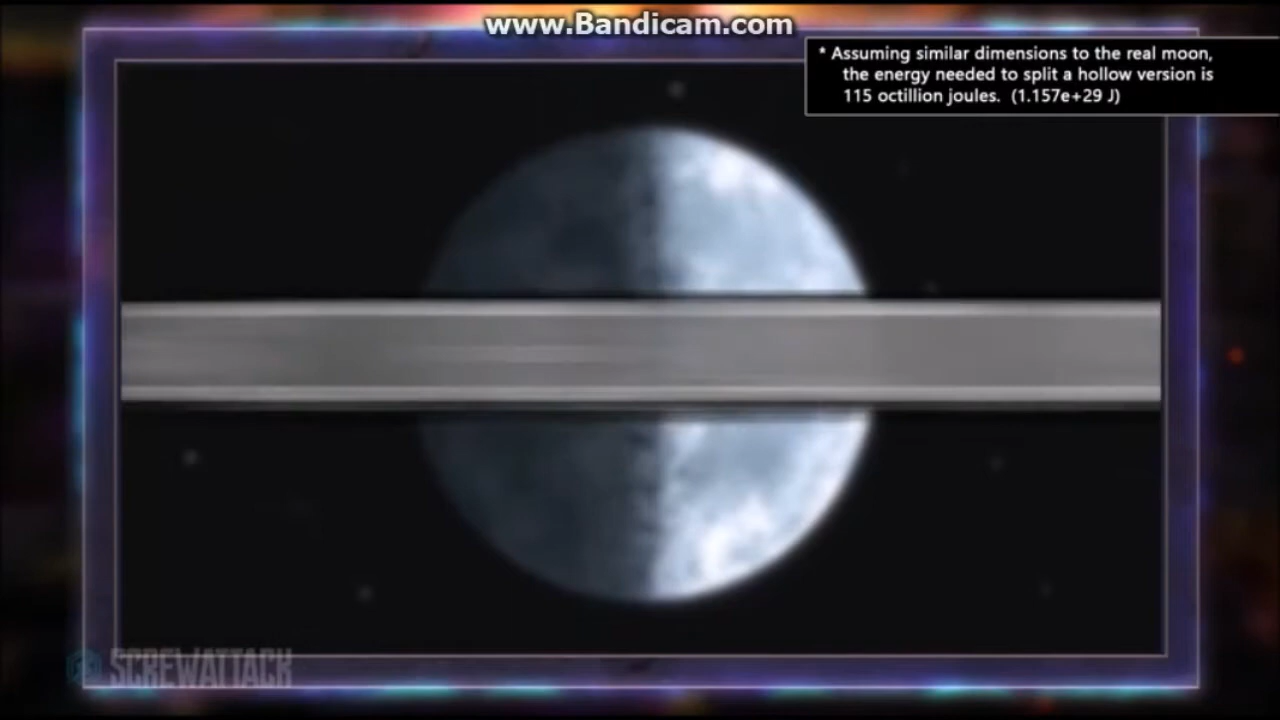 www.Bandicam.com
* Assuming similar dimensions to the real moon,
the energy needed to split a hollow version is
115 octillion joules. (1.157e+29 J)
SCREWATTACK